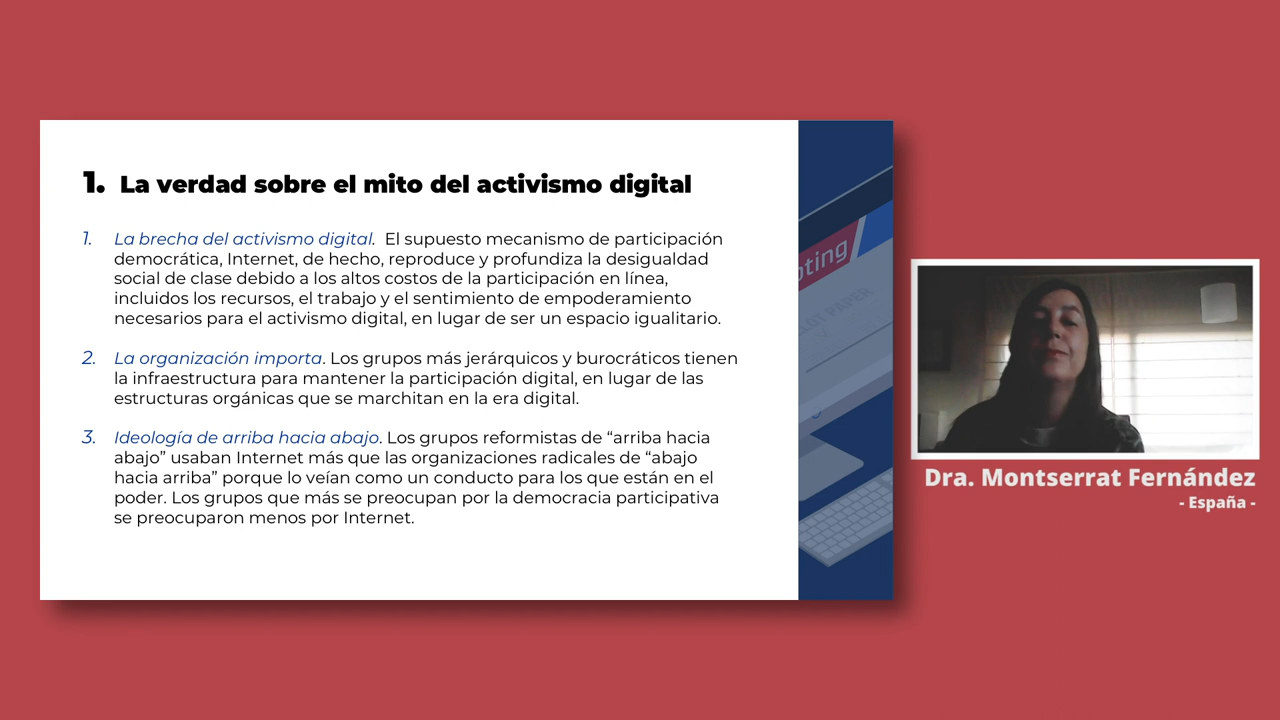 1. La verdad sobre el mito del activismo digital
1. La brecha del activismo digital. El supuesto mecanismo de participación
democrática, Internet, de hecho, reproduce y profundiza la desigualdad
social de clase debido a los altos costos de la participación en línea,
incluidos los recursos, el trabajo y el sentimiento de empoderamiento
necesarios para el activismo digital, en lugar de ser un espacio igualitario.
2. La organización importa. Los grupos más jerárquicos y burocráticos tienen
la infraestructura para mantener la participación digital, en lugar de las
estructuras orgánicas que se marchitan en la era digital.
3. Ideología de arriba hacia abajo. Los grupos reformistas de “arriba hacia
abajo” usaban Internet más que las organizaciones radicales de “abajo
hacia arriba” porque lo veían como un conducto para los que están en el
poder. Los grupos que más se preocupan por la democracia participativa
se preocuparon menos por Internet.
oting
LLOT PAPER
Dra. Montserrat Fernández
- España -